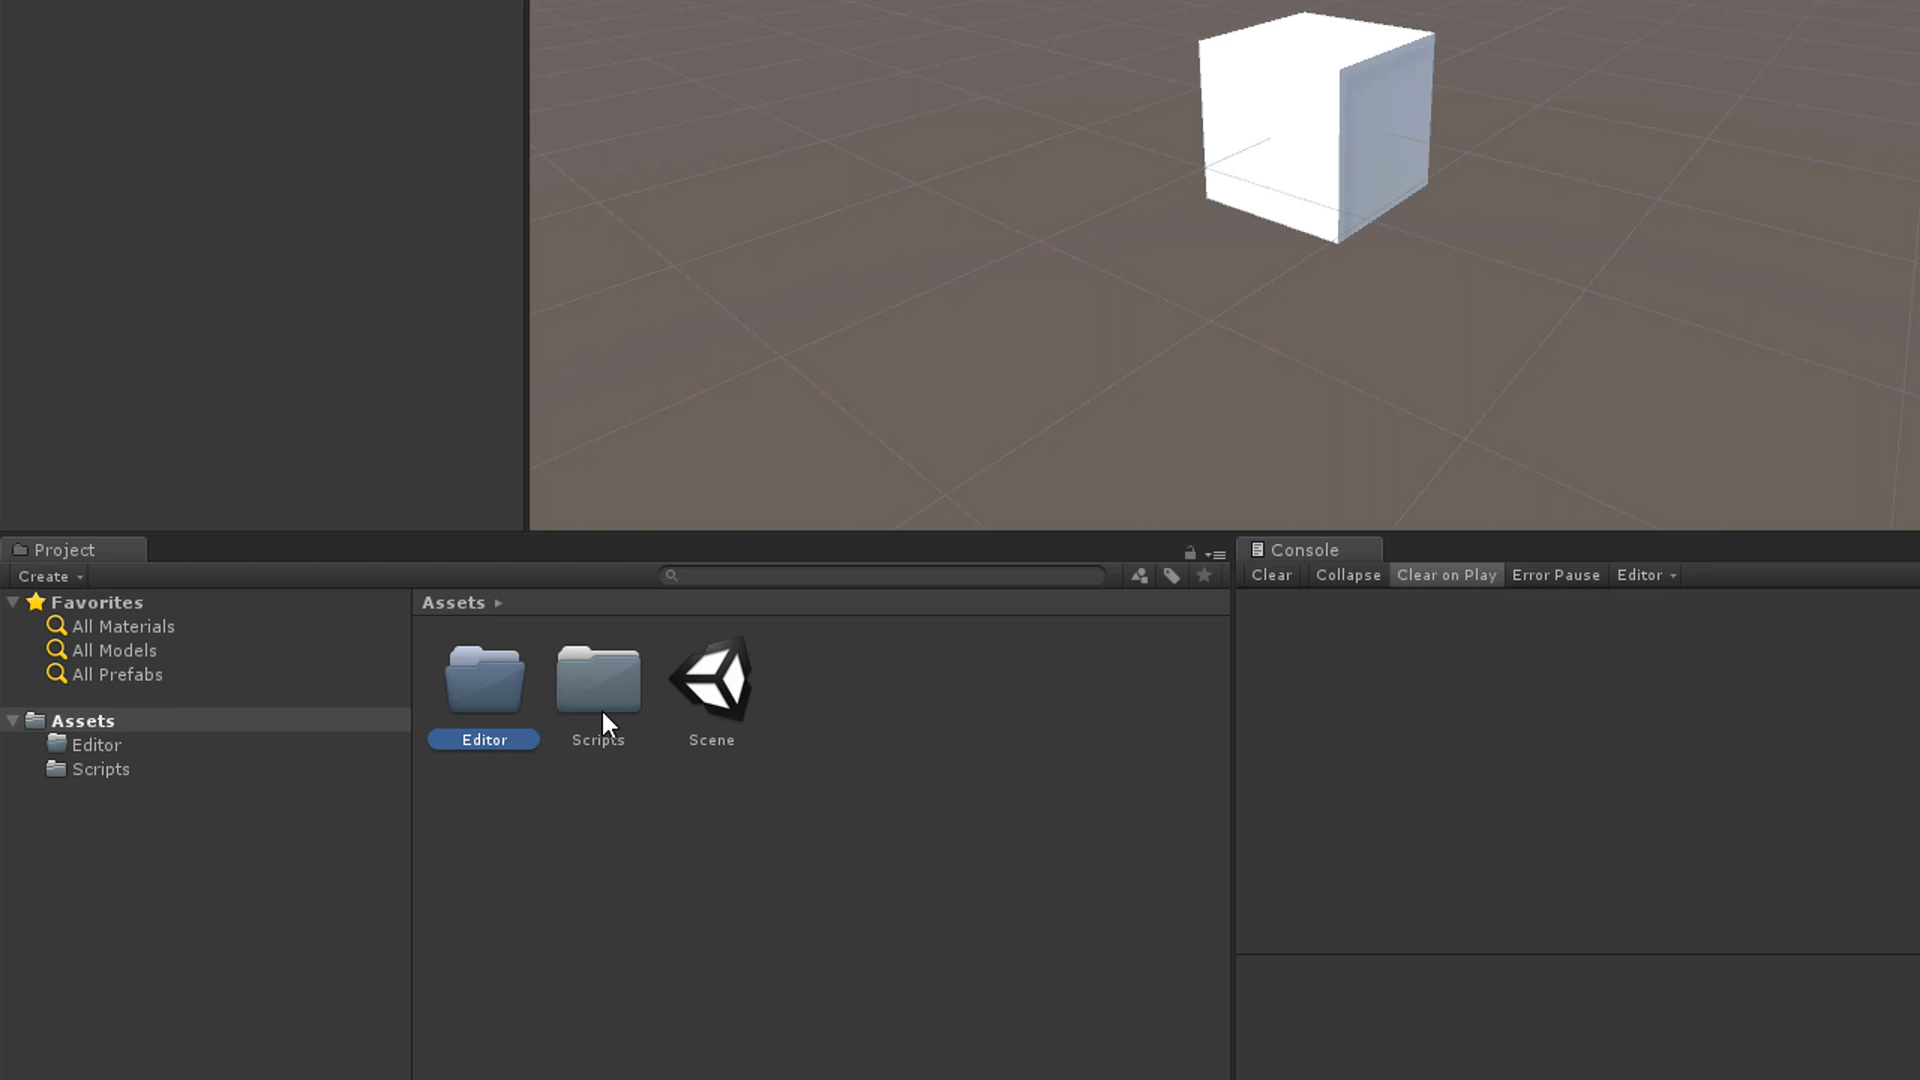 Project
Create
Favorites
All Materials
All Models
All Prefabs
Assets
Editor
Scripts
Assets
Editor
Scripts
Scene
Console
Clear
Collapse
Clear on Play
Error Pause
Editor